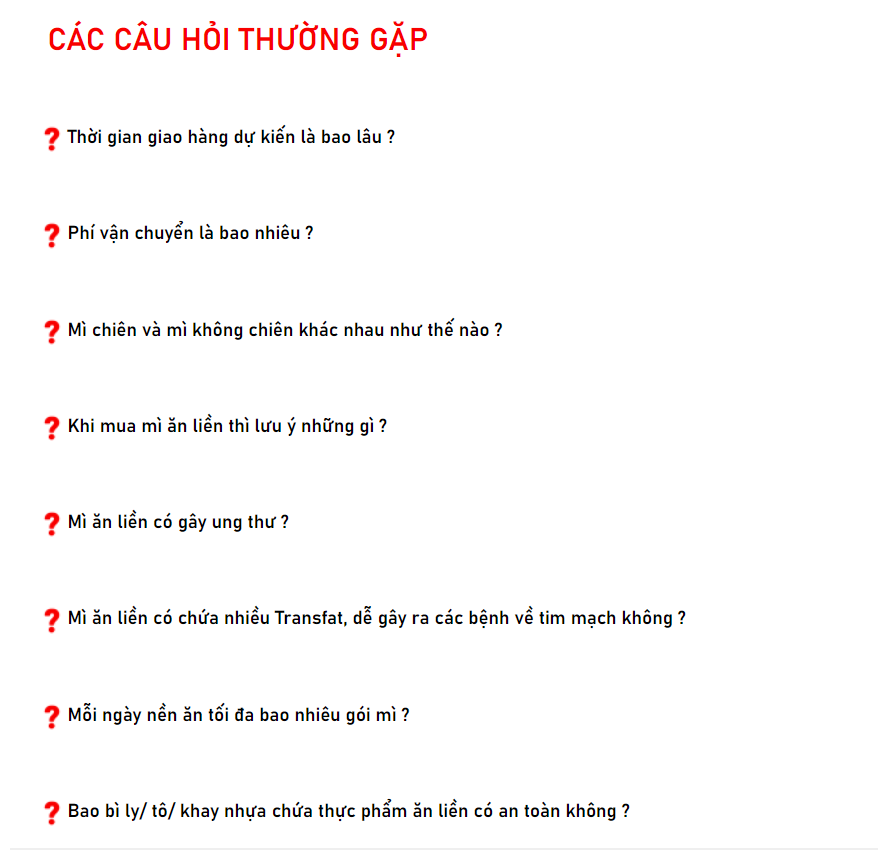 CÁC CÂU HỎI THƯỜNG GẶP
❓ Thời gian giao hàng dự kiến là bao lâu ?
❓ Phí vận chuyển là bao nhiêu ?
❓ Mì chiên và mì không chiên khác nhau như thế nào ?
❓ Khi mua mì ăn liền thì lưu ý những gì ?
❓ Mì ăn liền có gây ung thư ?
❓ Mì ăn liền có chứa nhiều Transfat, dễ gây ra các bệnh về tim mạch không ?
❓ Mỗi ngày nền ăn tối đa bao nhiêu gói mì ?
❓ Bao bì ly/ tô/ khay nhựa chứa thực phẩm ăn liền có an toàn không ?